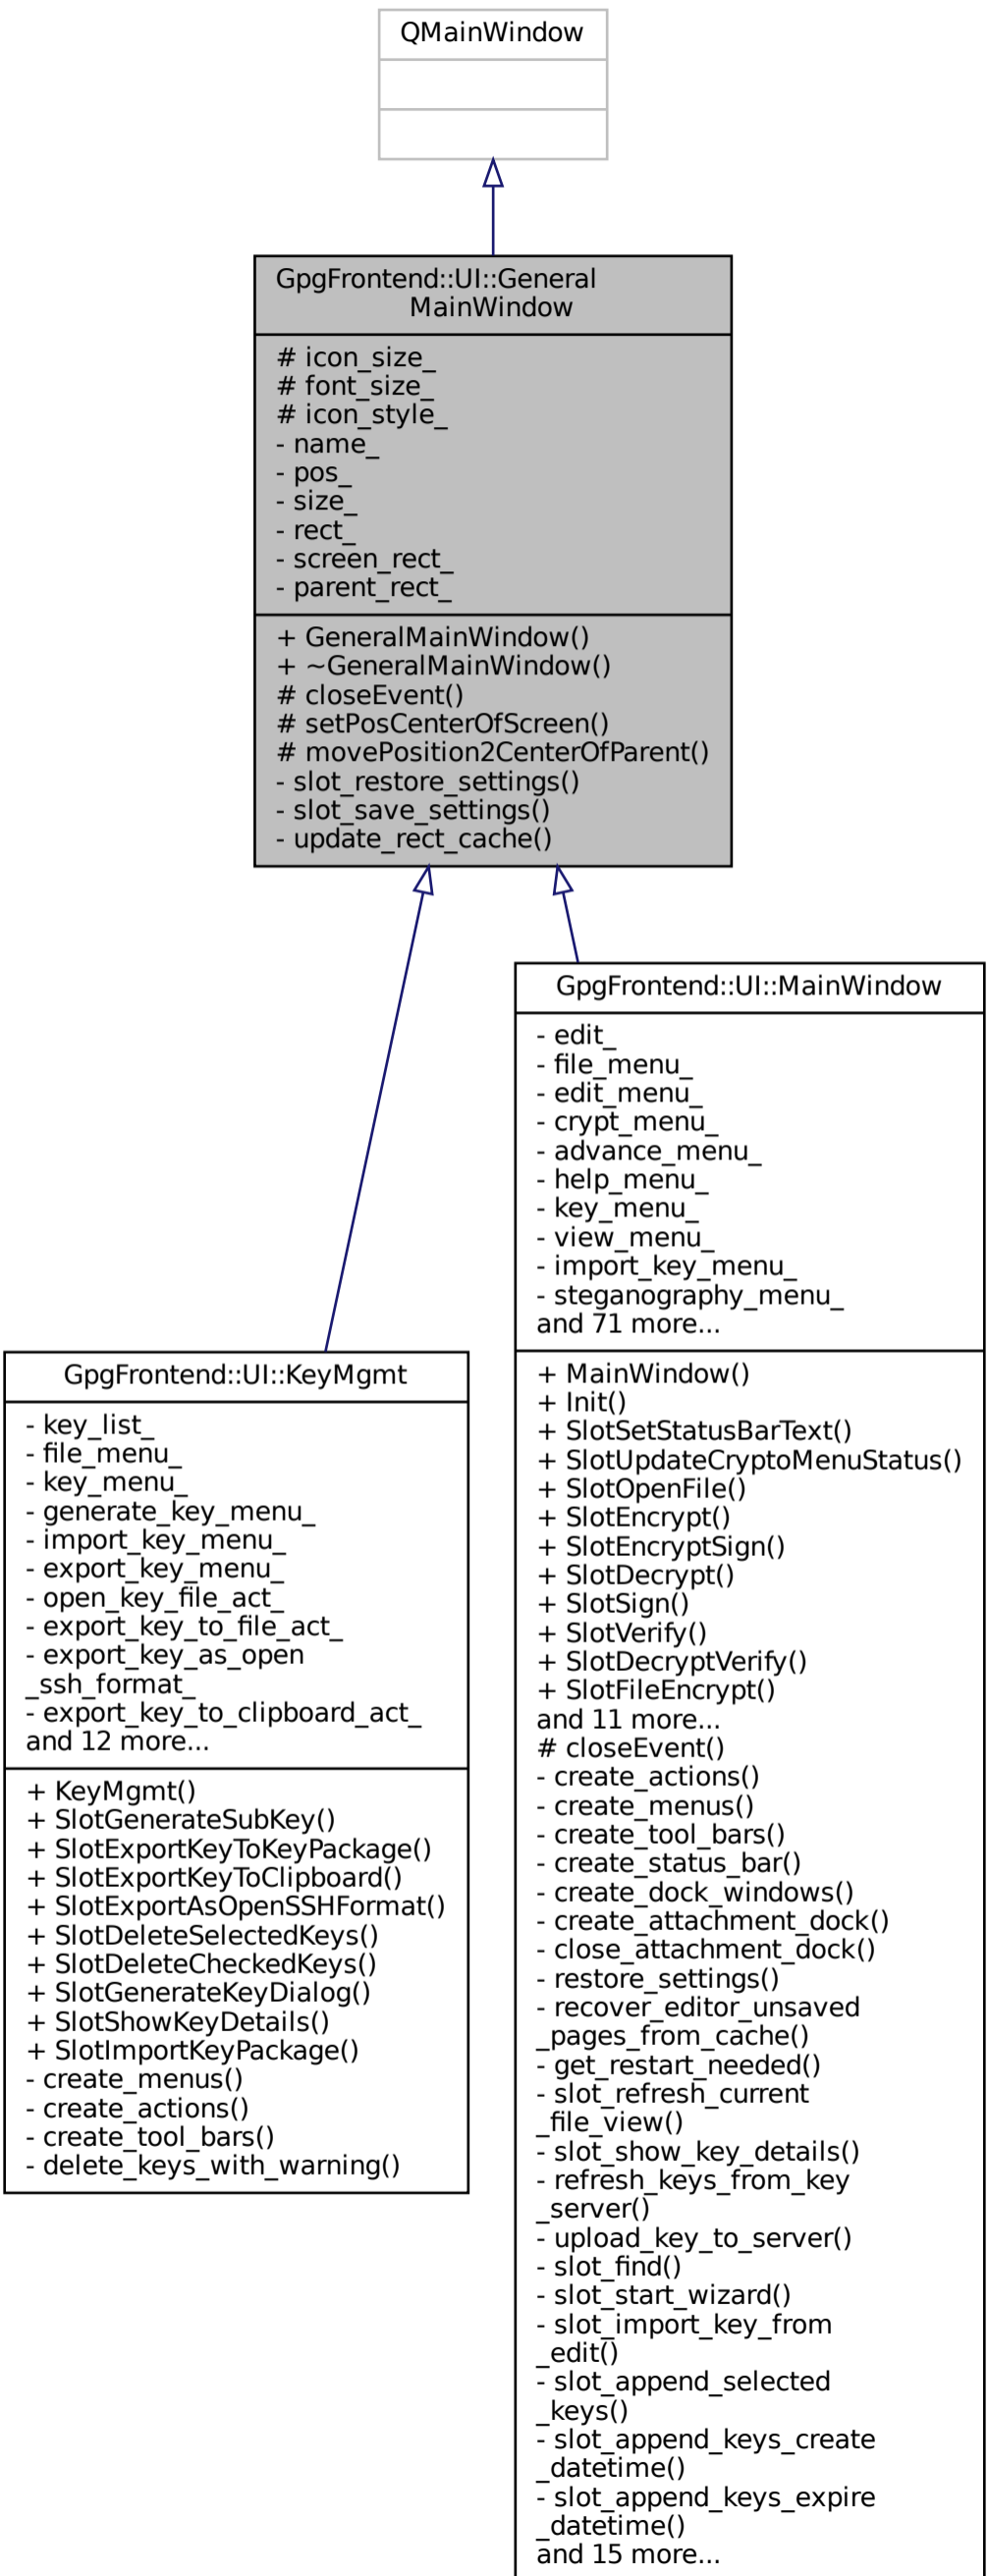 QMainWindow
GpgFrontend::UI::General
MainWindow
# icon_size_
# font_size_
# icon_style_
- name_
- pos_
- size_
- rect_
- screen_rect_
- parent_rect_
+ GeneralMainWindow()
+ ~GeneralMainWindow()
# closeEvent()
# setPosCenterOfScreen()
# movePosition2CenterOfParent()
- slot_restore_settings()
- slot_save_settings()
- update_rect_cache()
GpgFrontend::UI::KeyMgmt
- key_list_
- file_menu_
- key_menu_
- generate_key_menu_
- import_key_menu_
- export_key_menu_
- open_key_file_act_
- export_key_to_file_act_
- export_key_as_open
_ssh_format_
- export_key_to_clipboard_act_
and 12 more...
+ KeyMgmt()
+ SlotGenerateSubKey()
+ SlotExportKeyToKeyPackage()
+ SlotExportKeyToClipboard()
+ SlotExportAsOpenSSHFormat()
+ SlotDeleteSelectedKeys()
+ SlotDeleteCheckedKeys()
+ SlotGenerateKeyDialog()
+ SlotShowKeyDetails()
+ SlotImportKeyPackage()
- create_menus()
- create_actions()
- create_tool_bars()
- delete_keys_with_warning()
GpgFrontend::UI::MainWindow
- edit_
- file_menu_
- edit_menu_
- crypt_menu_
- advance_menu_
- help_menu_
- key_menu_
- view_menu_
- import_key_menu_
- steganography_menu_
and 71 more...
+ MainWindow()
+ Init()
+ SlotSetStatusBarText()
+ SlotUpdateCryptoMenuStatus()
+ SlotOpenFile()
+ SlotEncrypt()
+ SlotEncryptSign()
+ SlotDecrypt()
+ SlotSign()
+ SlotVerify()
+ SlotDecryptVerify()
+ SlotFileEncrypt()
and 11 more...
# closeEvent()
- create_actions()
- create_menus()
- create_tool_bars()
- create_status_bar()
- create_dock_windows()
- create_attachment_dock()
- close_attachment_dock()
- restore_settings()
- recover_editor_unsaved
_pages_from_cache()
- get_restart_needed()
- slot_refresh_current
_file_view()
- slot_show_key_details()
- refresh_keys_from_key
_server()
- upload_key_to_server()
- slot_find()
- slot_start_wizard()
- slot_import_key_from
_edit()
- slot_append_selected
_keys()
- slot_append_keys_create
_datetime()
- slot_append_keys_expire
_datetime()
and 15 more...